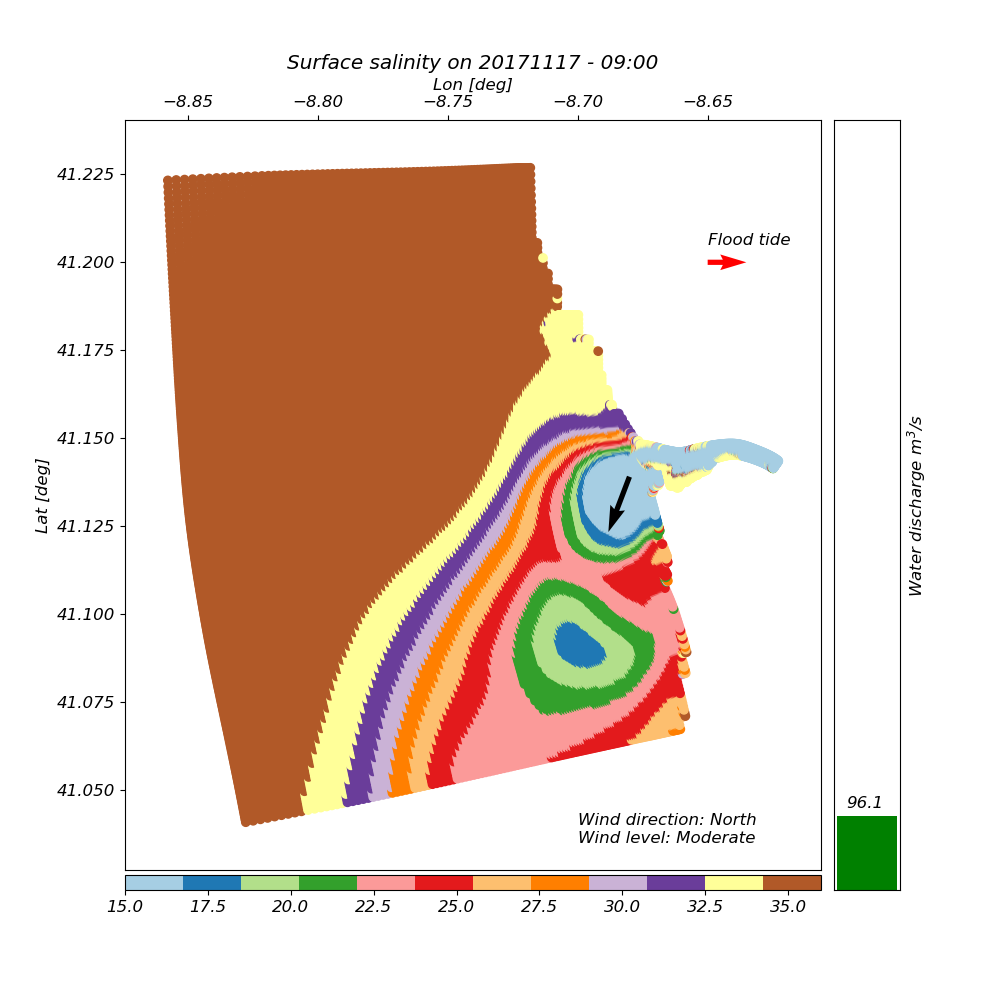 Surface salinity on 20171117 - 09:00
Lon [deg]
−8.85 −8.80 −8.75 −8.70 −8.65
41.225
41.200
41.175
41.150
41.125
41.100
41.075
41.050
Lat [deg]
Flood tide
Wind direction: North
Wind level: Moderate
96.1
Water discharge m³/s
15.0 17.5 20.0 22.5 25.0 27.5 30.0 32.5 35.0